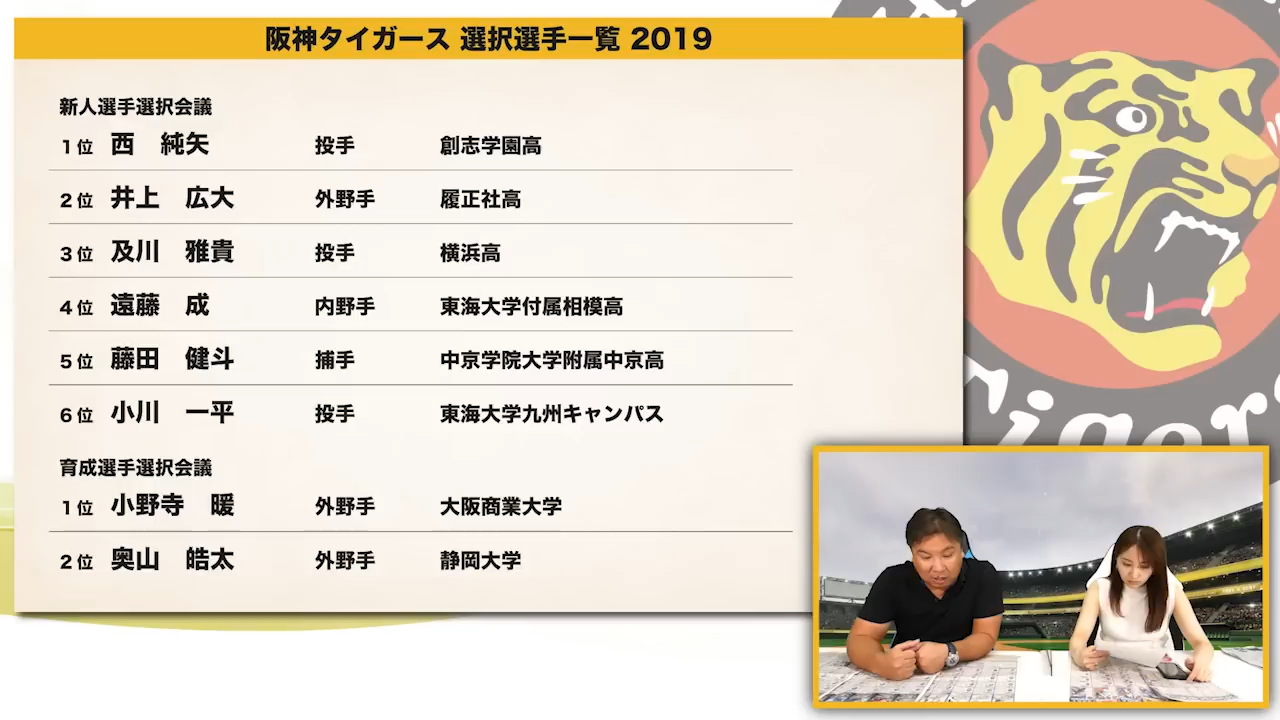 阪神タイガース 選択選手一覧 2019
新人選手選択会議
1位 西 純矢 投手 創志学園高
2位 井上 広大 外野手 履正社高
3位 及川 雅貴 投手 横浜高
4位 遠藤 成 内野手 東海大学付属相模高
5位 藤田 健斗 捕手 中京学院大学附属中京高
6位 小川 一平 投手 東海大学九州キャンパス
育成選手選択会議
1位 小野寺 暖 外野手 大阪商業大学
2位 奥山 皓太 外野手 静岡大学
Tigers